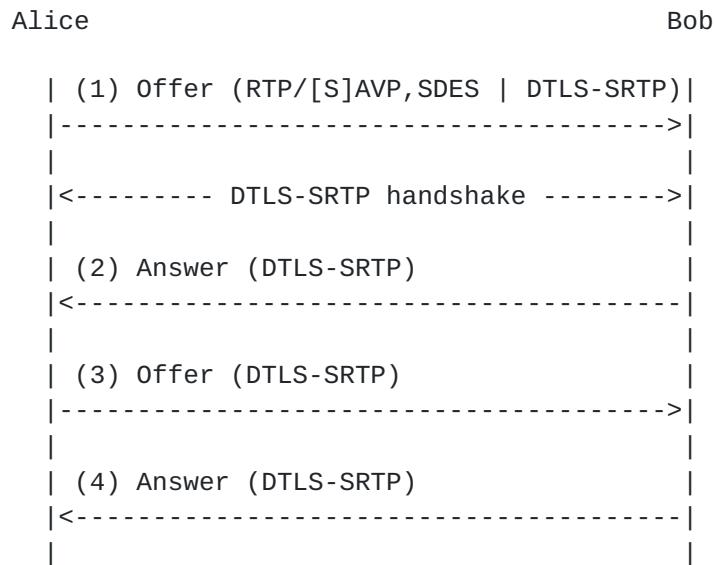 Alice                                     Bob
| (1) Offer (RTP/[S]AVP,SDES | DTLS-SRTP)|
|--------------------------------------->|
|                                        |
|<--------- DTLS-SRTP handshake -------->|
|                                        |
| (2) Answer (DTLS-SRTP)                 |
|<---------------------------------------|
|                                        |
| (3) Offer (DTLS-SRTP)                  |
|--------------------------------------->|
|                                        |
| (4) Answer (DTLS-SRTP)                 |
|<---------------------------------------|
|                                        |